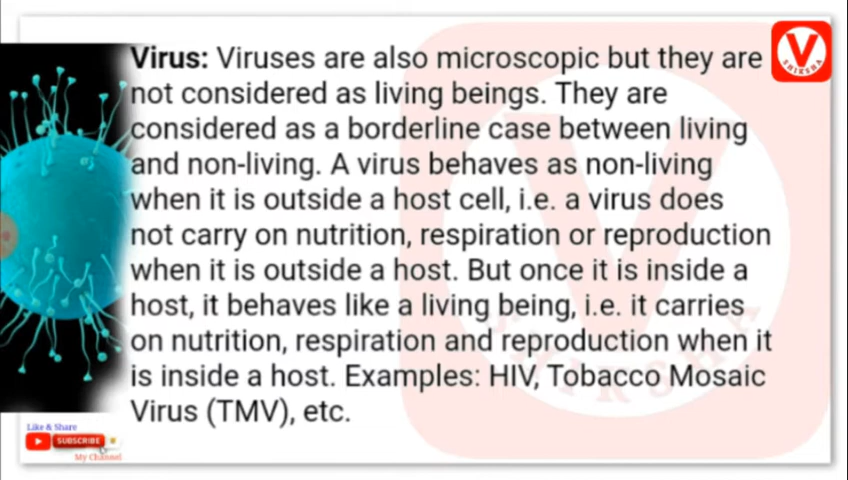 Virus: Viruses are also microscopic but they are
not considered as living beings. They are
considered as a borderline case between living
and non-living. A virus behaves as non-living
when it is outside a host cell, i.e. a virus does
not carry on nutrition, respiration or reproduction
when it is outside a host. But once it is inside a
host, it behaves like a living being, i.e. it carries
on nutrition, respiration and reproduction when it
is inside a host. Examples: HIV, Tobacco Mosaic
Virus (TMV), etc.
V
SHIKSHA
V
SHIKSHA
Like & Share
SUBSCRIBE
My Channel